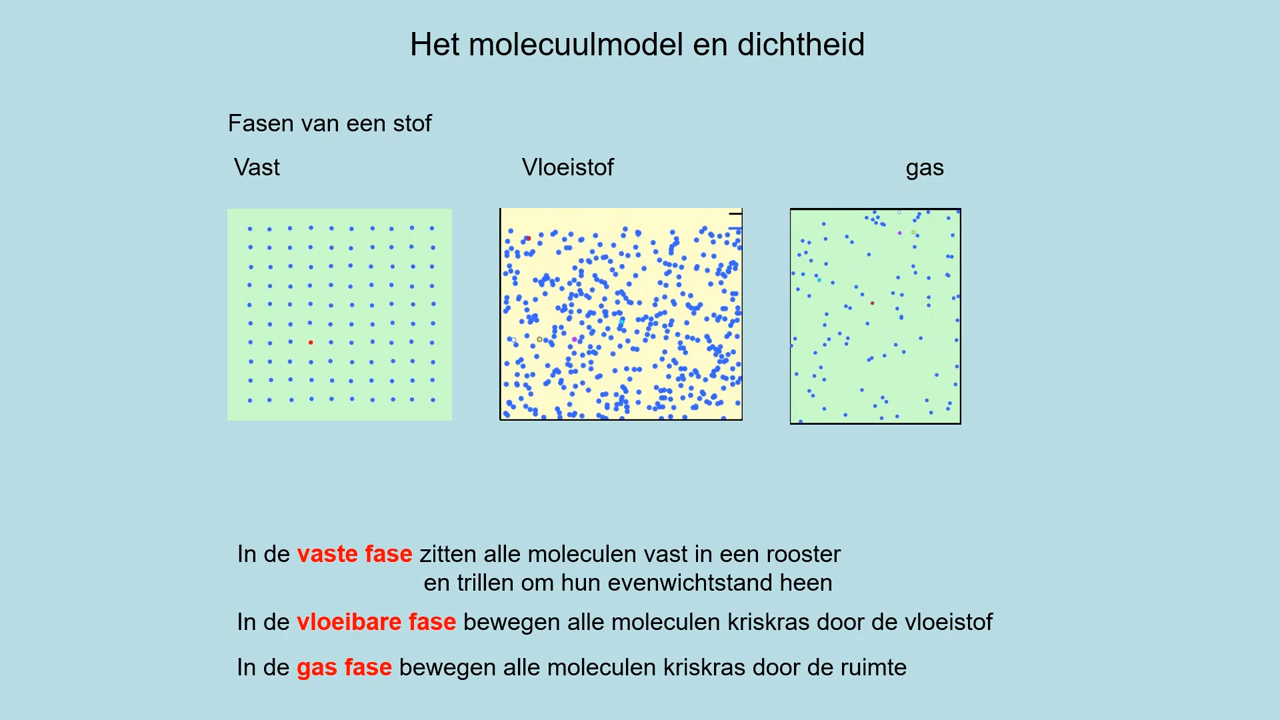 Het molecuulmodel en dichtheid
Fasen van een stof
Vast
Vloeistof
gas
In de vaste fase zitten alle moleculen vast in een rooster
en trillen om hun evenwichtstand heen
In de vloeibare fase bewegen alle moleculen kriskras door de vloeistof
In de gas fase bewegen alle moleculen kriskras door de ruimte